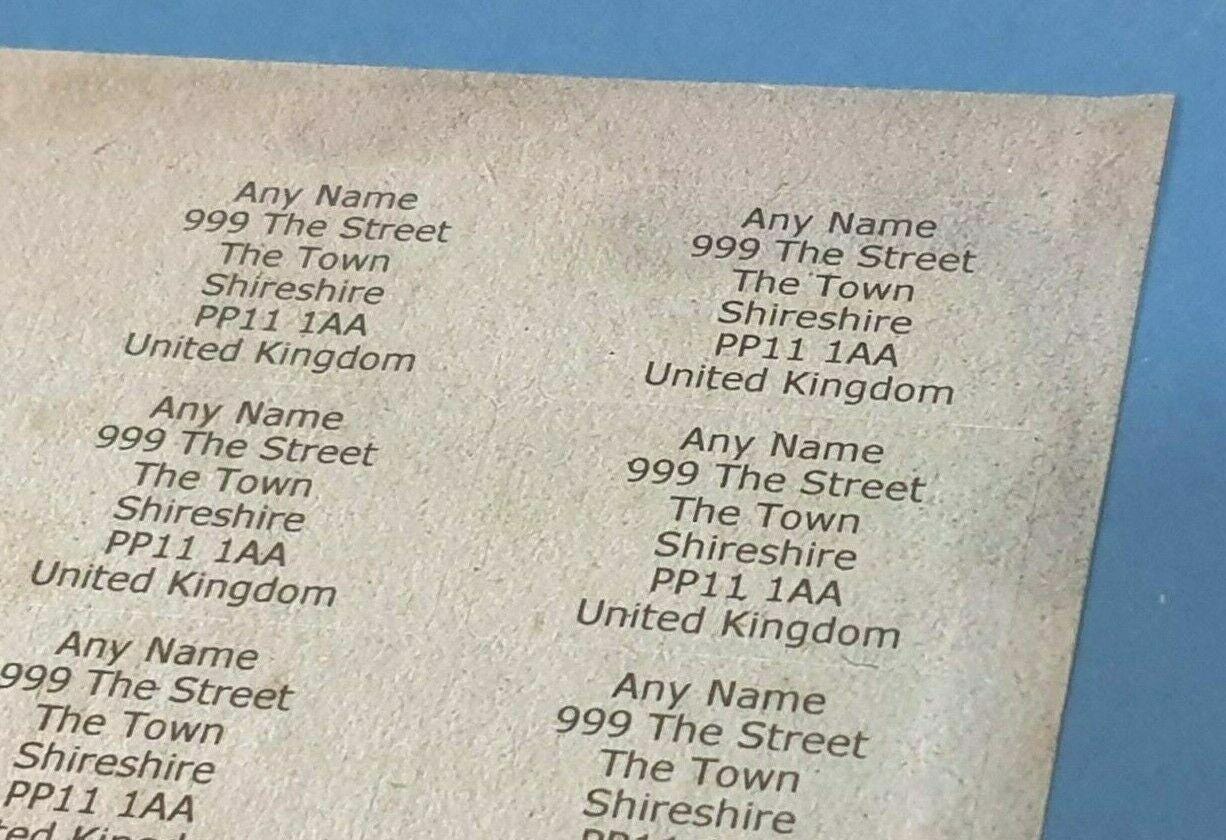 Any Name
999 The Street
The Town
Shireshire
PP11 1AA
United Kingdom
Any Name
999 The Street
The Town
Shireshire
PP11 1AA
United Kingdom
Any Name
999 The Street
The Town
Shireshire
PP11 1AA
United Kingdom
Any Name
999 The Street
The Town
Shireshire
PP11 1AA
United Kingdom
Any Name
999 The Street
The Town
Shireshire
PP11 1AA
Any Name
999 The Street
The Town
Shireshire